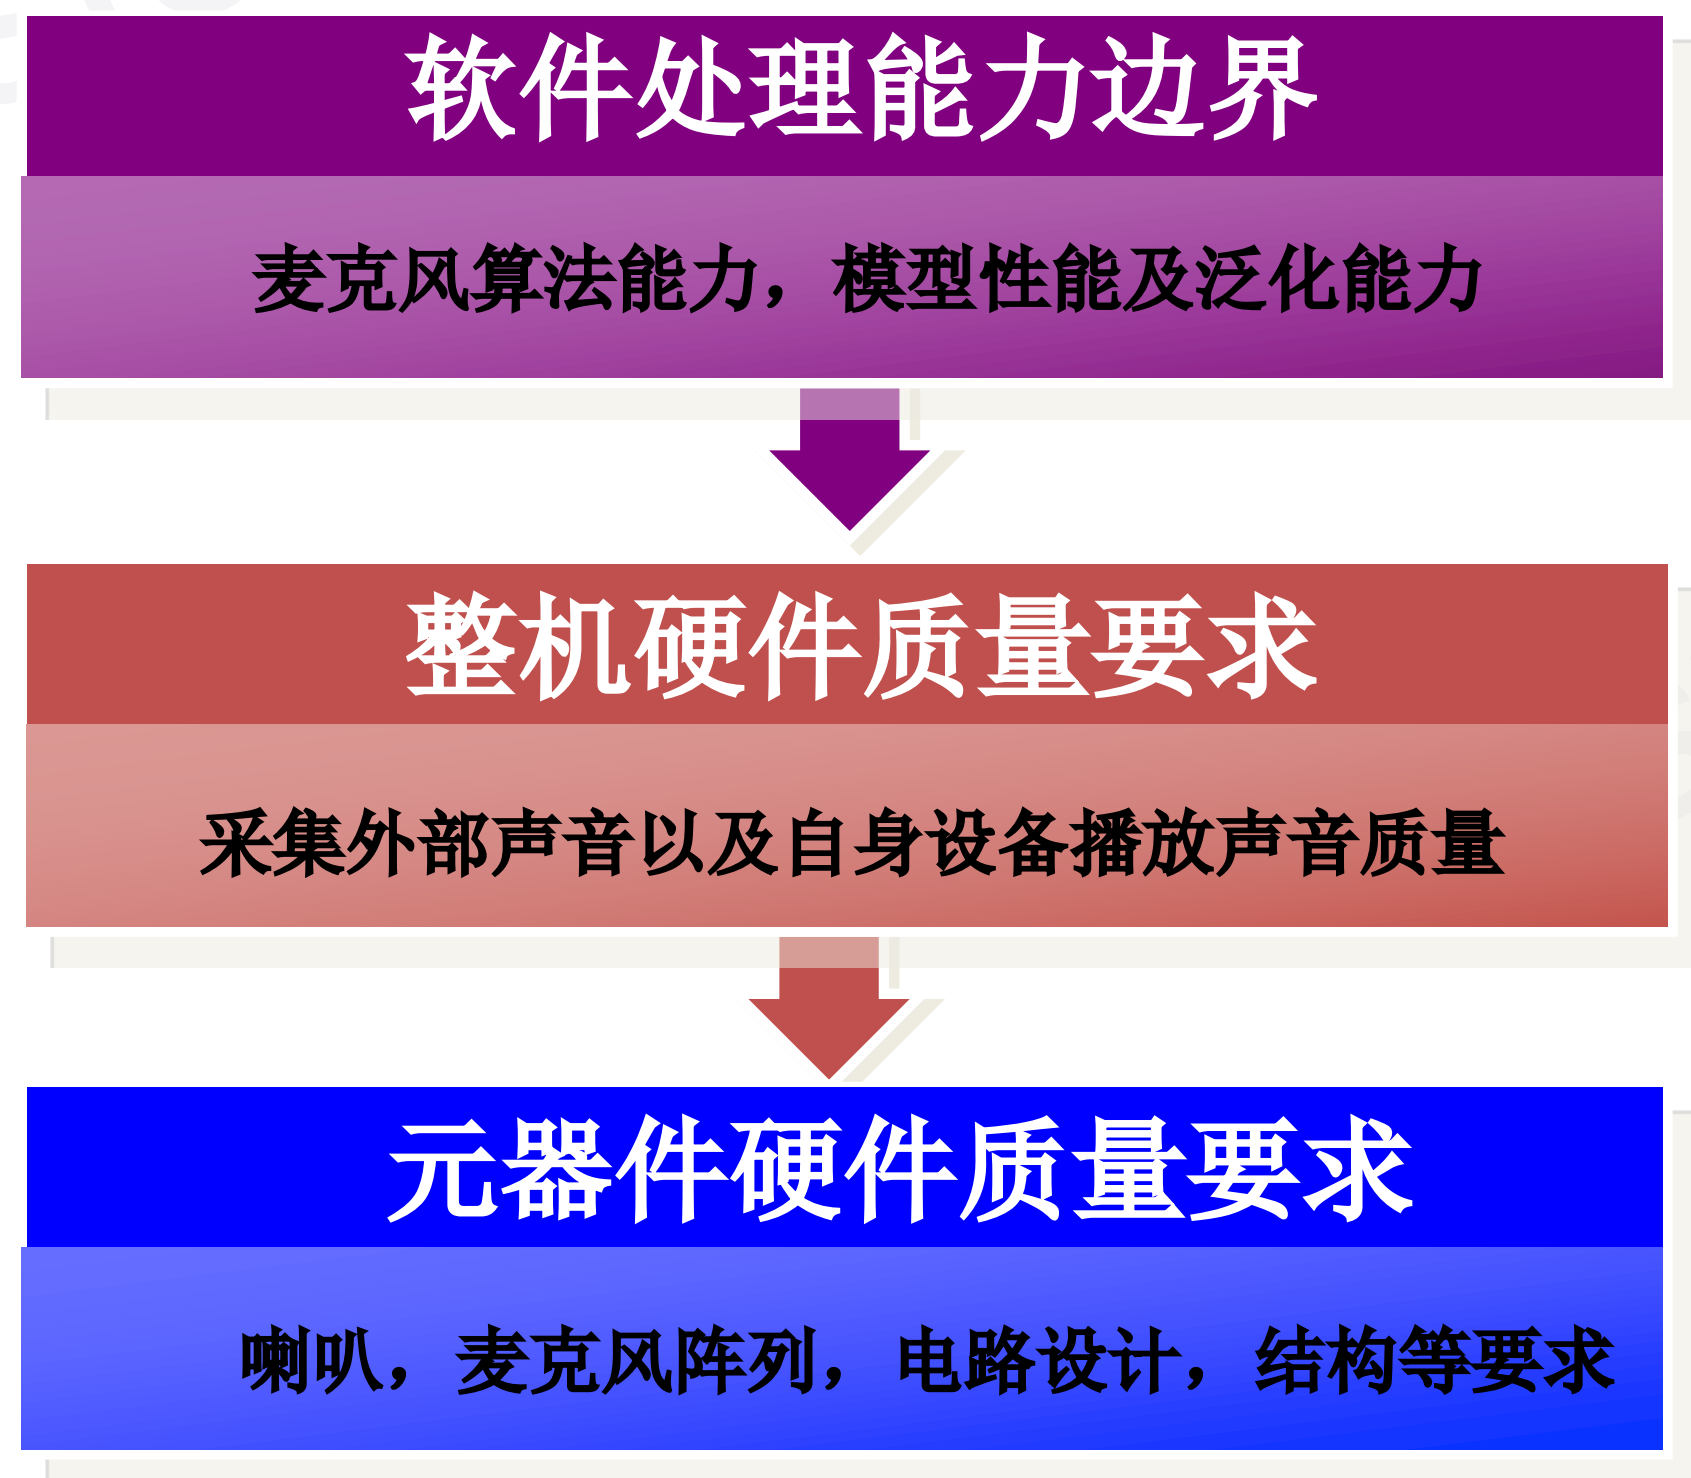 软件处理能力边界
麦克风算法能力，模型性能及泛化能力
整机硬件质量要求
采集外部声音以及自身设备播放声音质量
元器件硬件质量要求
喇叭，麦克风阵列，电路设计，结构等要求